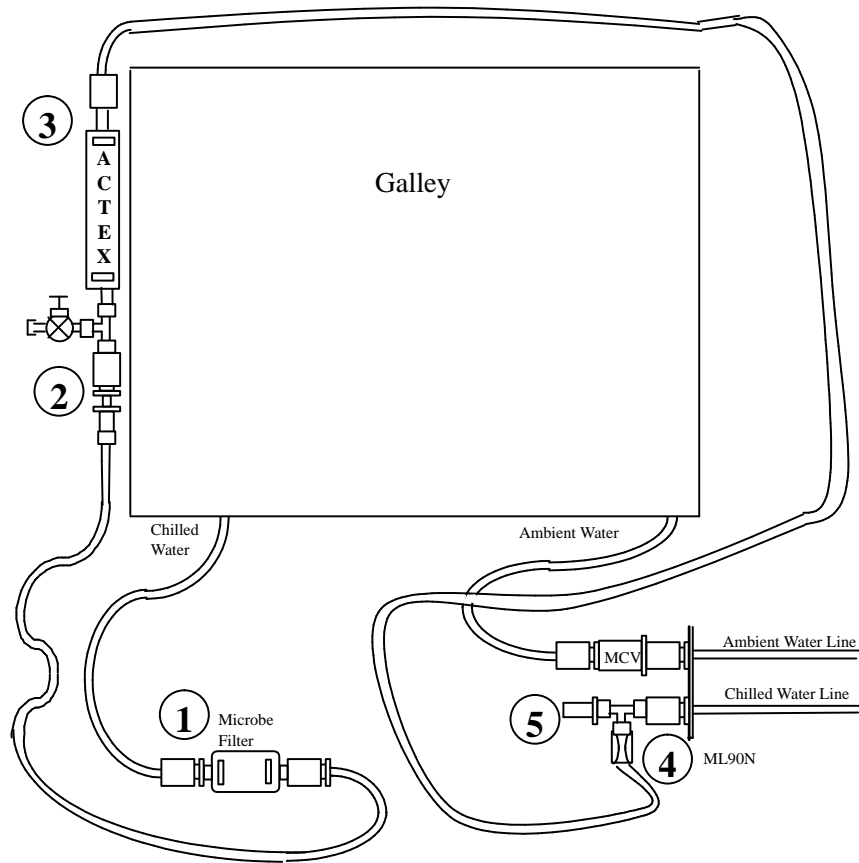 3
A
C
T
E
X
Galley
2
Chilled
Water
Ambient Water
MCV
Ambient Water Line
Chilled Water Line
1
Microbe
Filter
5
4
ML90N